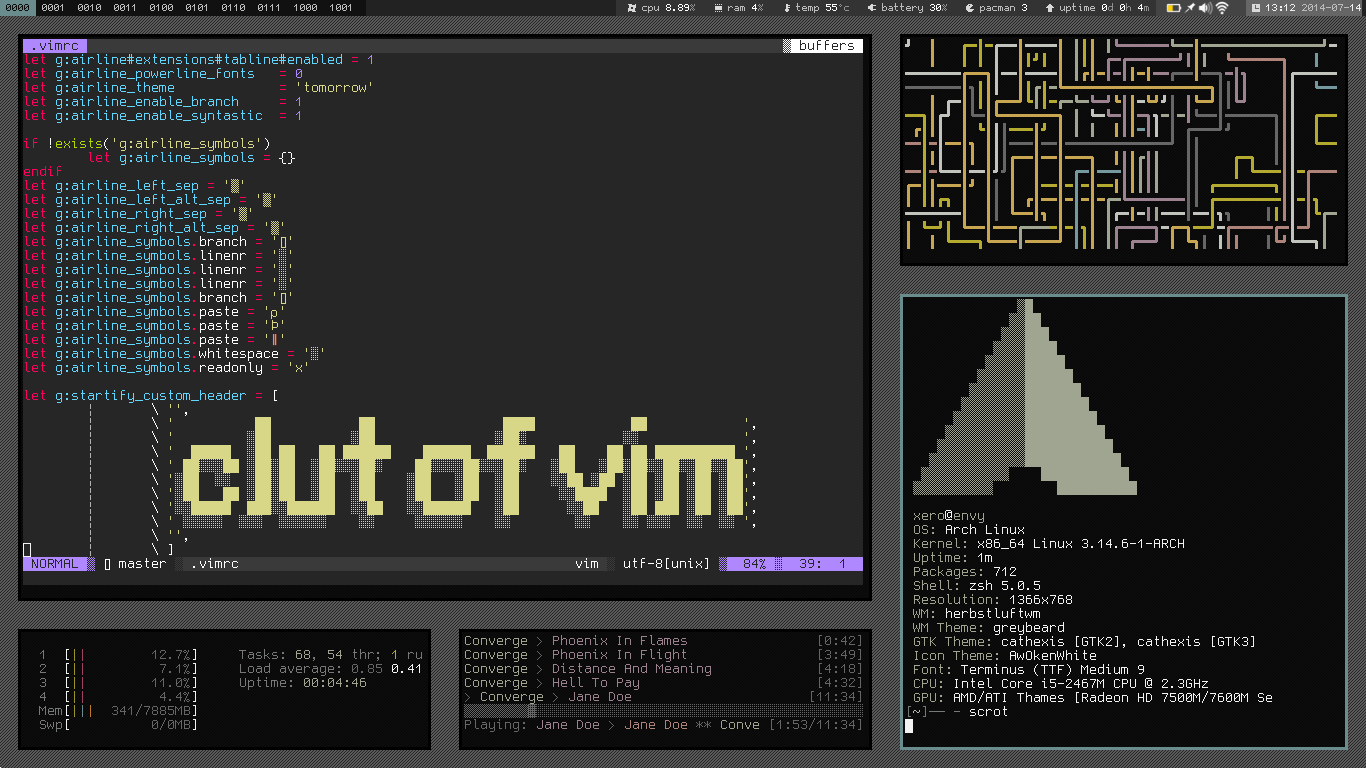 0000 0001 0010 0011 0100 0101 0110 0111 1000 1001 cpu 8.89% ram 4% temp 55°c battery 30% pacman 3 uptime 0d 0h 4m 13:12 2014-07-14
.vimrc buffers
let g:airline#extensions#tabline#enabled = 1
let g:airline_powerline_fonts = 0
let g:airline_theme = 'tomorrow'
let g:airline_enable_branch = 1
let g:airline_enable_syntastic = 1
if !exists('g:airline_symbols')
let g:airline_symbols = {}
endif
let g:airline_left_sep = '▒'
let g:airline_left_alt_sep = '▒'
let g:airline_right_sep = '▒'
let g:airline_right_alt_sep = '▒'
let g:airline_symbols.branch = '▯'
let g:airline_symbols.linenr = '░'
let g:airline_symbols.linenr = '░'
let g:airline_symbols.linenr = '░'
let g:airline_symbols.branch = '▯'
let g:airline_symbols.paste = 'ρ'
let g:airline_symbols.paste = 'Þ'
let g:airline_symbols.paste = '∥'
let g:airline_symbols.whitespace = '▒'
let g:airline_symbols.readonly = 'x'
let g:startify_custom_header = [
\ '',
clut of vim
\ '',
\ ]
NORMAL ▯ master .vimrc vim utf-8[unix] 84% 39: 1
1 [|| 12.7%] Tasks: 68, 54 thr; 1 ru
2 [|| 7.1%] Load average: 0.85 0.41
3 [|| 11.0%] Uptime: 00:04:46
4 [|| 4.4%]
Mem[|||| 341/7885MB]
Swp[ 0/0MB]
Converge > Phoenix In Flames [0:42]
Converge > Phoenix In Flight [3:49]
Converge > Distance And Meaning [4:18]
Converge > Hell To Pay [4:32]
> Converge > Jane Doe [11:34]
Playing: Jane Doe > Jane Doe ** Conve [1:53/11:34]
xero@envy
OS: Arch Linux
Kernel: x86_64 Linux 3.14.6-1-ARCH
Uptime: 1m
Packages: 712
Shell: zsh 5.0.5
Resolution: 1366x768
WM: herbstluftwm
WM Theme: greybeard
GTK Theme: cathexis [GTK2], cathexis [GTK3]
Icon Theme: AwOkenWhite
Font: Terminus (TTF) Medium 9
CPU: Intel Core i5-2467M CPU @ 2.3GHz
GPU: AMD/ATI Thames [Radeon HD 7500M/7600M Se
[~]── - scrot